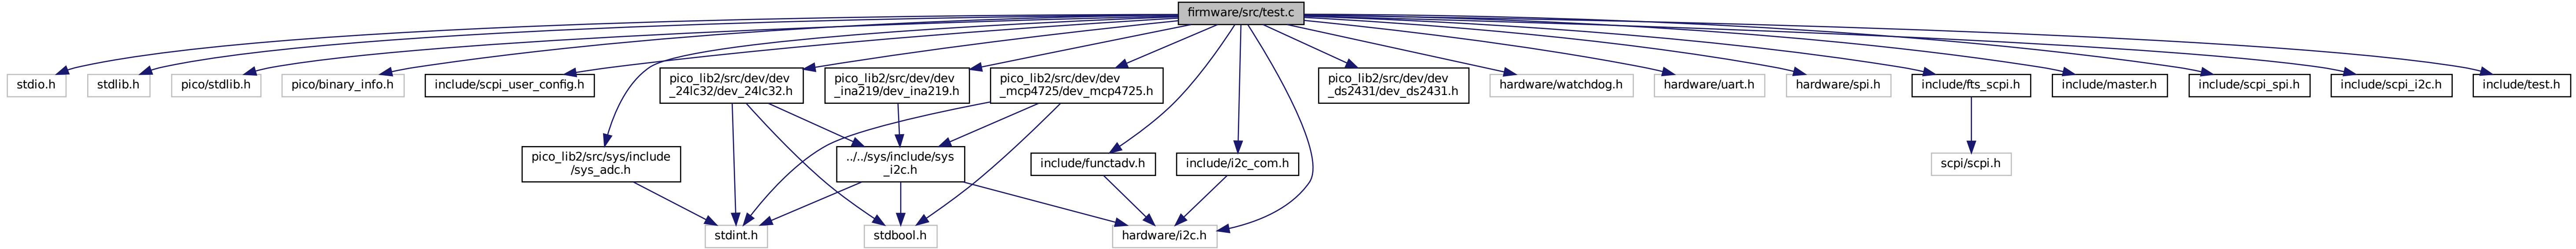 firmware/src/test.c
stdio.h
stdlib.h
pico/stdlib.h
pico/binary_info.h
include/scpi_user_config.h
pico_lib2/src/dev/dev
_24lc32/dev_24lc32.h
pico_lib2/src/dev/dev
_ina219/dev_ina219.h
pico_lib2/src/dev/dev
_mcp4725/dev_mcp4725.h
pico_lib2/src/dev/dev
_ds2431/dev_ds2431.h
hardware/watchdog.h
hardware/uart.h
hardware/spi.h
include/fts_scpi.h
include/master.h
include/scpi_spi.h
include/scpi_i2c.h
include/test.h
pico_lib2/src/sys/include
/sys_adc.h
../../sys/include/sys
_i2c.h
include/functadv.h
include/i2c_com.h
scpi/scpi.h
stdint.h
stdbool.h
hardware/i2c.h